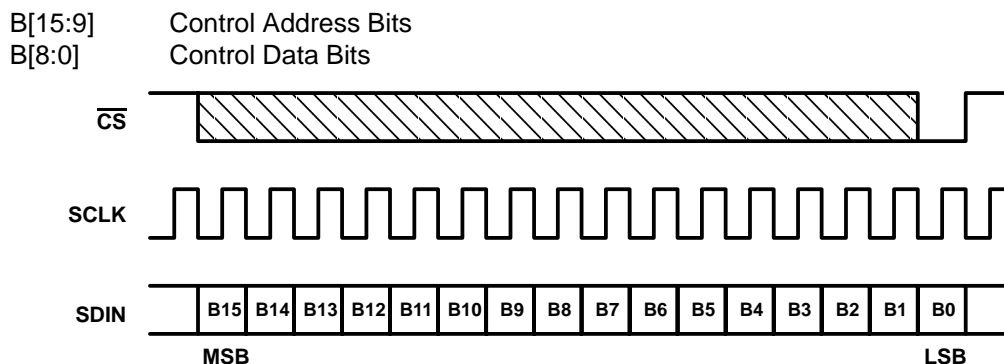 B[15:9] Control Address Bits
B[8:0] Control Data Bits
CS
SCLK
SDIN B15 B14 B13 B12 B11 B10 B9 B8 B7 B6 B5 B4 B3 B2 B1 B0
MSB LSB